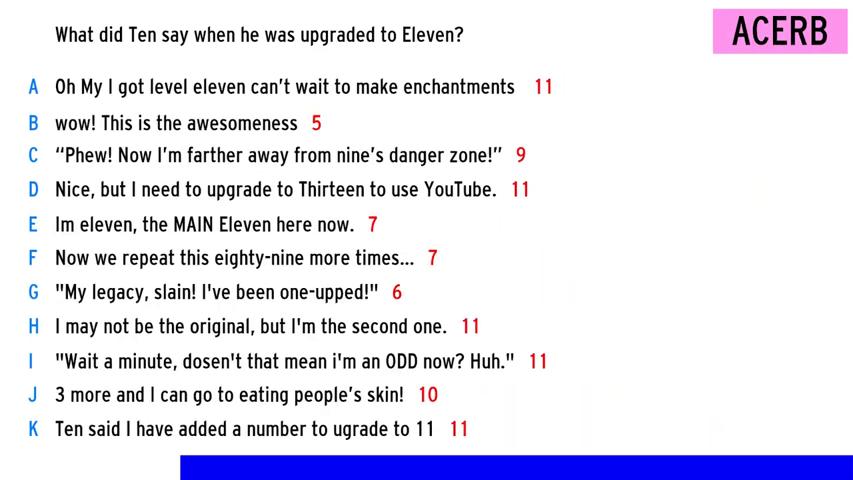 What did Ten say when he was upgraded to Eleven?
ACERB
A Oh My I got level eleven can't wait to make enchantments 11
B wow! This is the awesomeness 5
C “Phew! Now I'm farther away from nine's danger zone!” 9
D Nice, but I need to upgrade to Thirteen to use YouTube. 11
E Im eleven, the MAIN Eleven here now. 7
F Now we repeat this eighty-nine more times... 7
G "My legacy, slain! I've been one-upped!" 6
H I may not be the original, but I'm the second one. 11
I "Wait a minute, dosen't that mean i'm an ODD now? Huh." 11
J 3 more and I can go to eating people’s skin! 10
K Ten said I have added a number to ugrade to 11 11